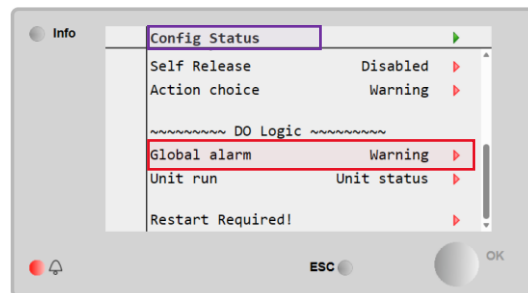 Info
Config Status
Self Release Disabled
Action choice Warning
~~~~~~~~~ DO Logic ~~~~~~~~~
Global alarm Warning
Unit run Unit status
Restart Required!
ESC
OK